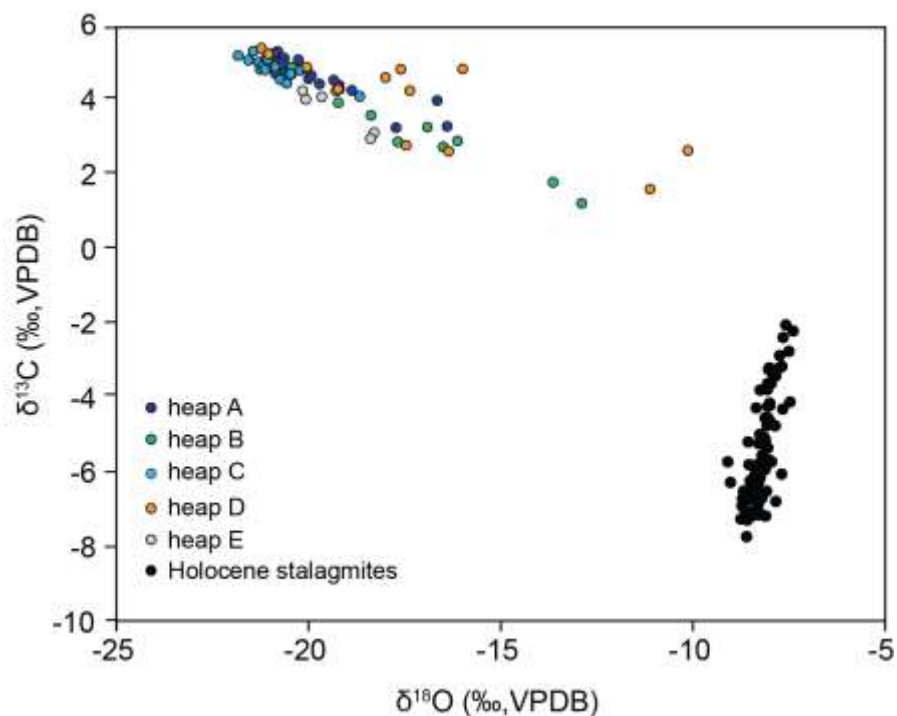 6
4
2
0
-2
-4
-6
-8
-10
δ¹³C (‰,VPDB)
heap A
heap B
heap C
heap D
heap E
Holocene stalagmites
-25
-20
-15
-10
-5
δ¹⁸O (‰,VPDB)